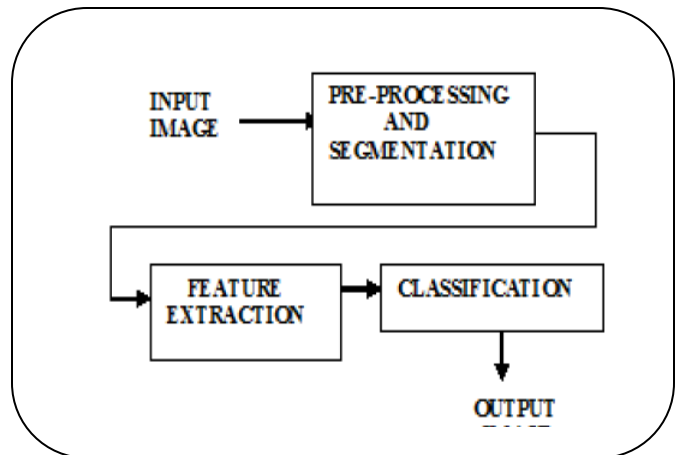 INPUT
IMAGE
PRE-PROCESSING
AND
SEGMENTATION
FEATURE
EXTRACTION
CLASSIFICATION
OUTPUT